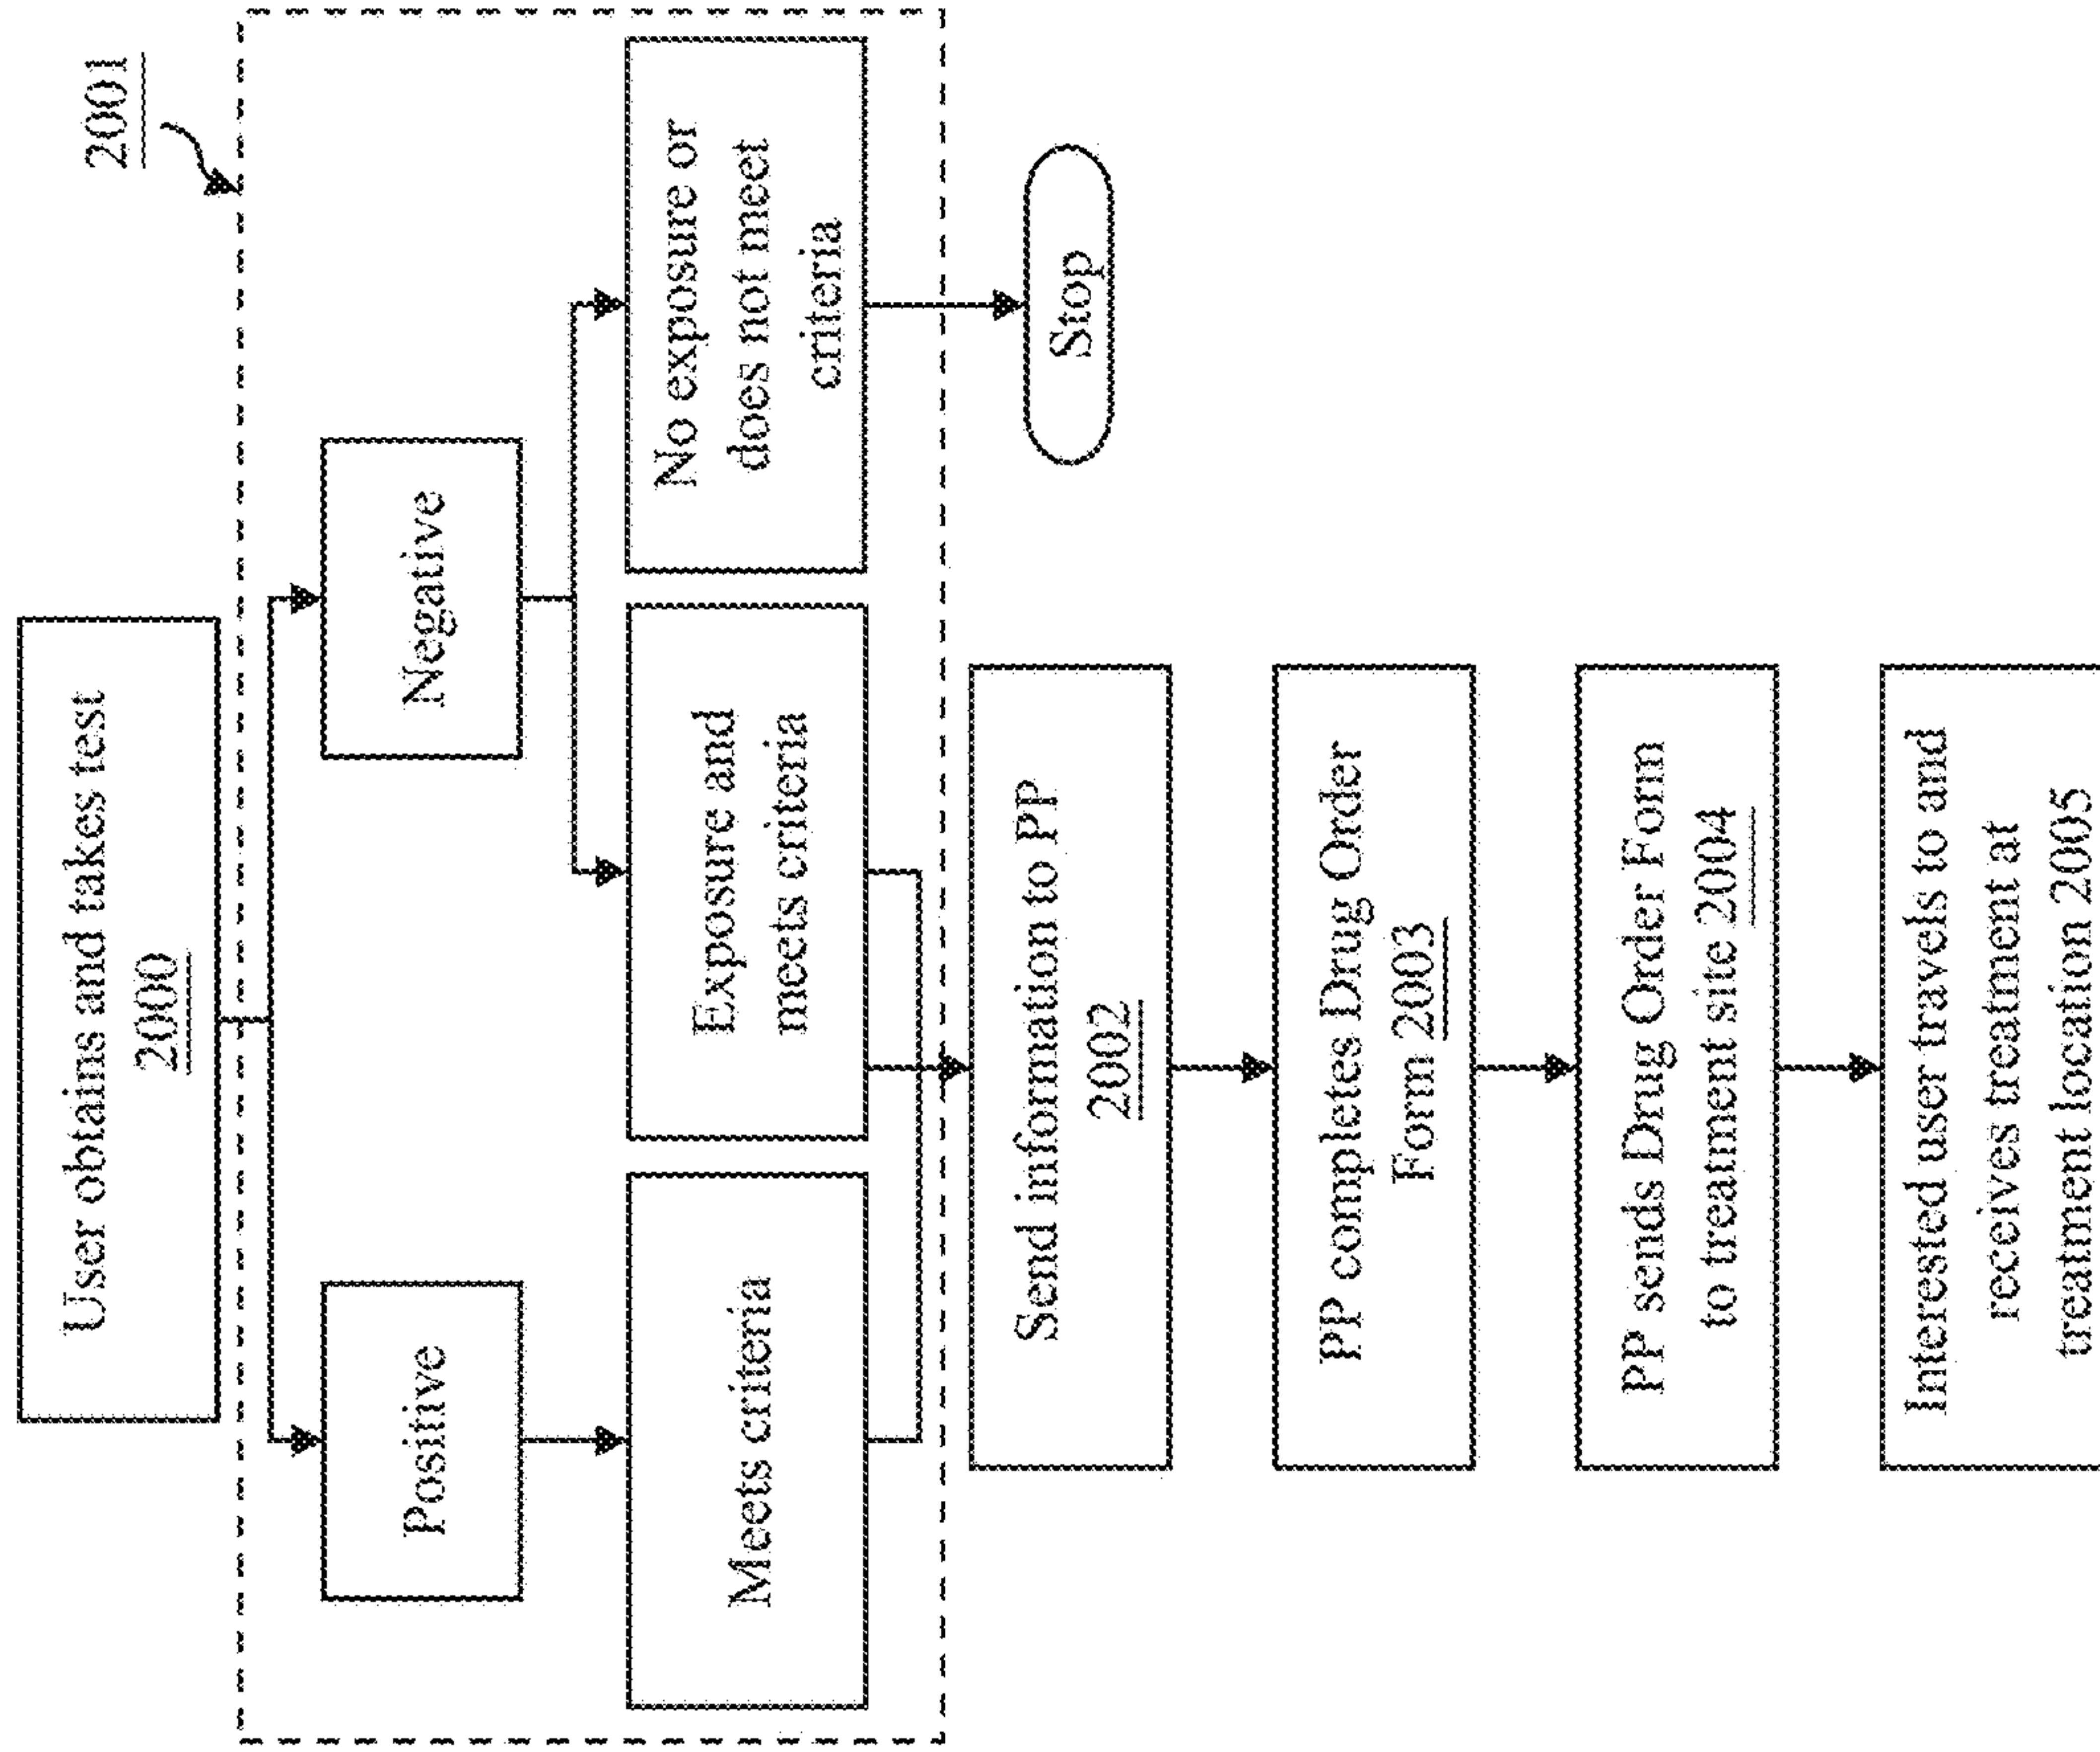 User obtains and takes test
2000
2001
Positive
Negative
Meets criteria
Exposure and
meets criteria
No exposure or
does not meet
criteria
Stop
Send information to PP
2002
PP completes Drug Order
Form 2003
PP sends Drug Order Form
to treatment site 2004
Interested user travels to and
receives treatment at
treatment location 2005